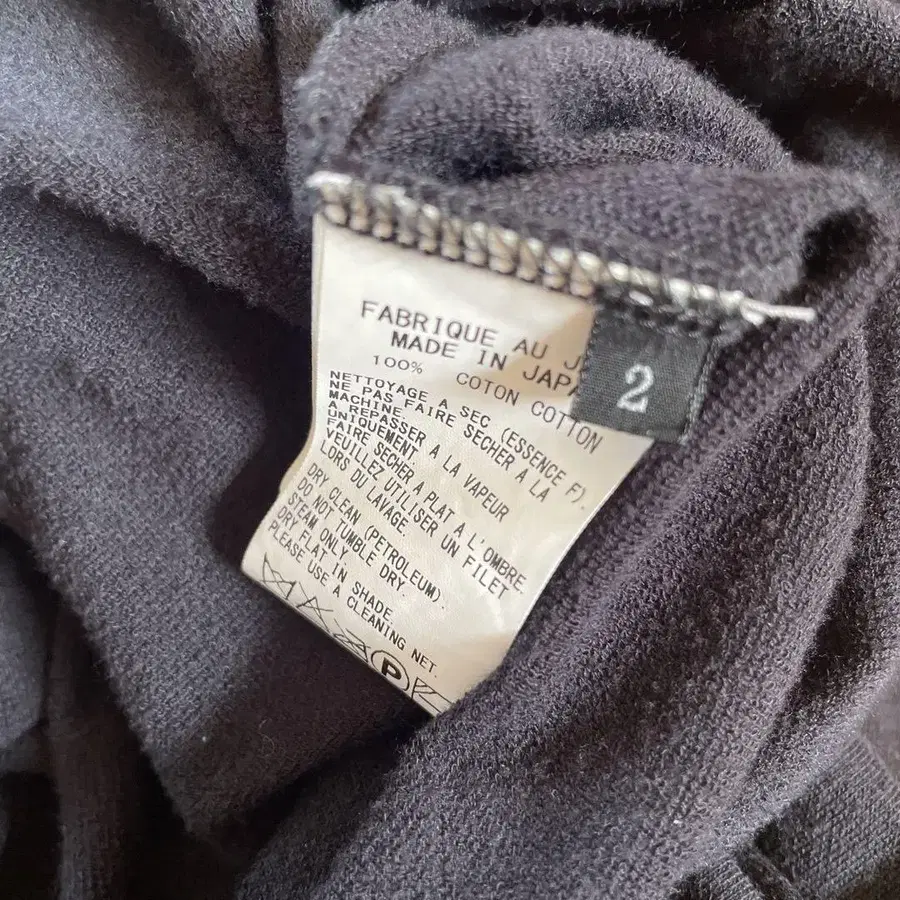 FABRIQUE AU
MADE IN
100% COTON COTTON
NETTOYAGE A SEC (ESSENCE F).
NE PAS FAIRE SECHER A LA
MACHINE.
A REPASSER A LA VAPEUR
UNIQUEMENT.
FAIRE SECHER A PLAT A L'OMBRE.
VEUILLEZ UTILISER UN FILET
LORS DU LAVAGE.
DRY CLEAN (PETROLEUM).
DO NOT TUMBLE DRY.
STEAM ONLY.
DRY FLAT IN SHADE.
PLEASE USE A CLEANING NET.
P
2